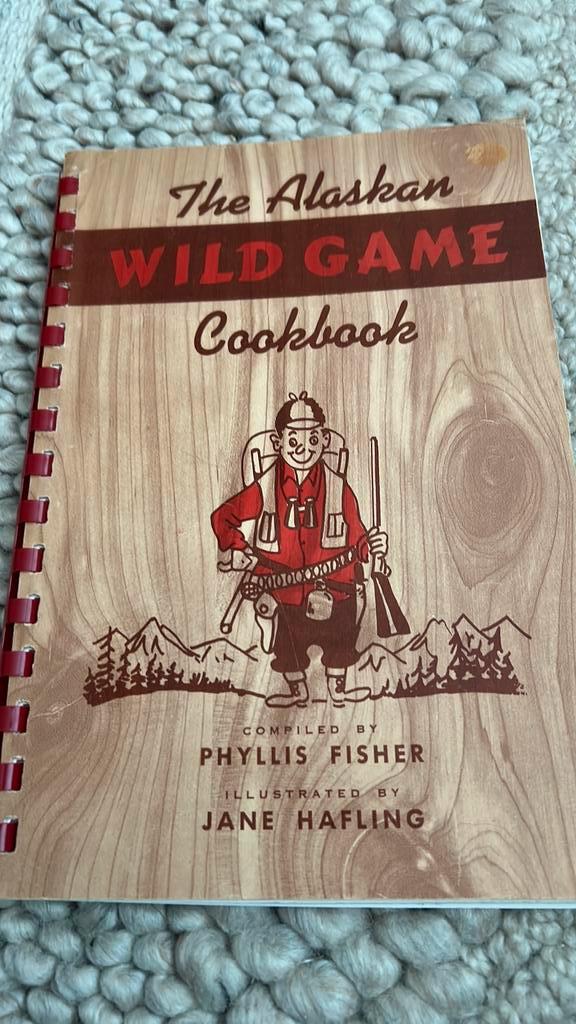 The Alaskan
WILD GAME
Cookbook
COMPILED BY
PHYLLIS FISHER
ILLUSTRATED BY
JANE HAFLING